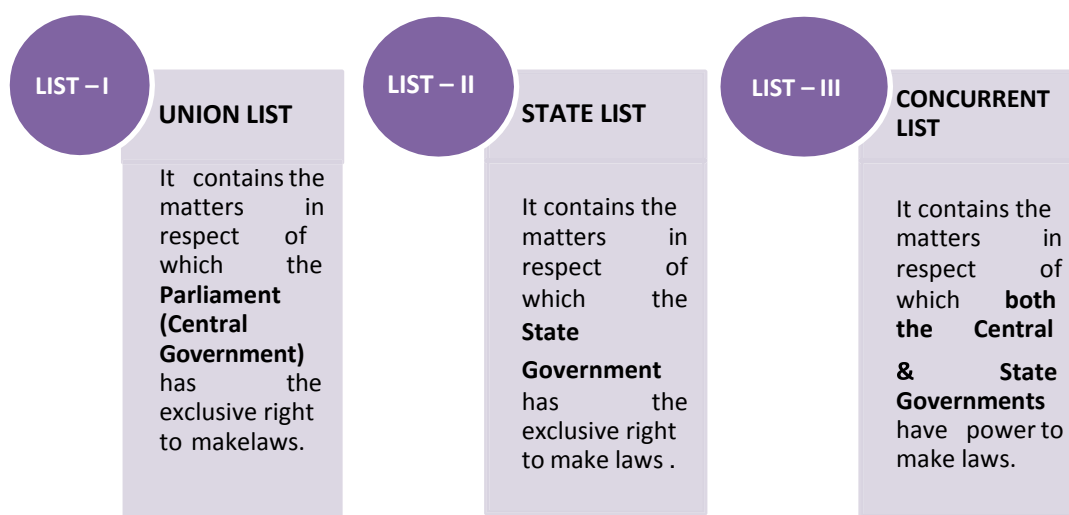 LIST – I
UNION LIST
It contains the
matters in
respect of
which the
Parliament
(Central
Government)
has the
exclusive right
to makelaws.
LIST – II
STATE LIST
It contains the
matters in
respect of
which the
State
Government
has the
exclusive right
to make laws .
LIST – III
CONCURRENT
LIST
It contains the
matters in
respect of
which both
the Central
& State
Governments
have power to
make laws.